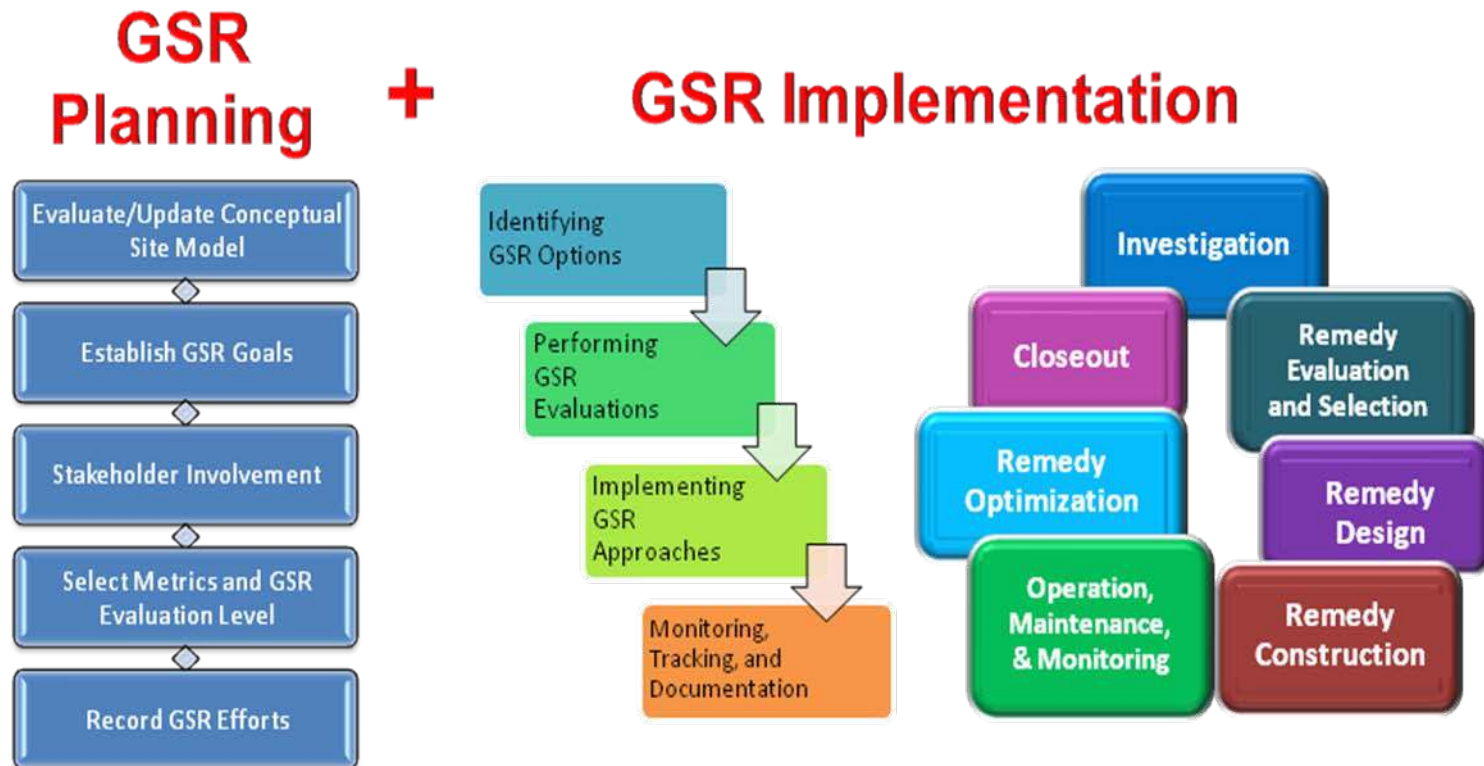 GSR
Planning
+
GSR Implementation
Evaluate/Update Conceptual
Site Model
Establish GSR Goals
Stakeholder Involvement
Select Metrics and GSR
Evaluation Level
Record GSR Efforts
Identifying
GSR Options
Performing
GSR
Evaluations
Implementing
GSR
Approaches
Monitoring,
Tracking, and
Documentation
Investigation
Closeout
Remedy
Evaluation
and Selection
Remedy
Optimization
Remedy
Design
Operation,
Maintenance,
& Monitoring
Remedy
Construction